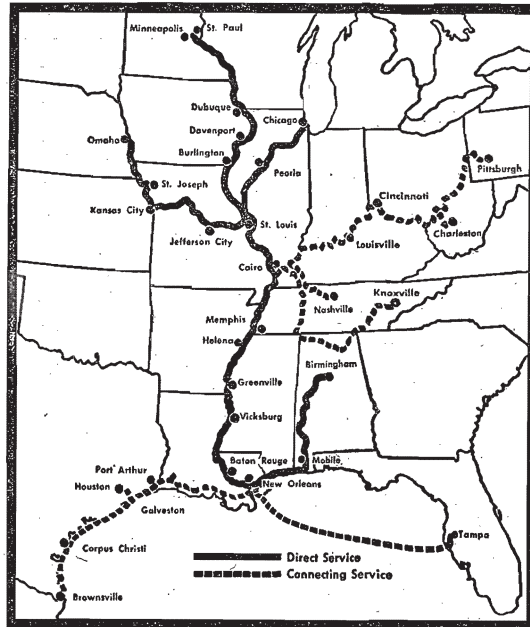 Minneapolis
St. Paul
Dubuque
Chicago
Davenport
Omaha
Burlington
Pittsburgh
Peoria
St. Joseph
Cincinnati
Kansas City
St. Louis
Charleston
Louisville
Jefferson City
Cairo
Knoxville
Nashville
Memphis
Helena
Birmingham
Greenville
Vicksburg
Baton Rouge
Mobile
Port Arthur
Houston
New Orleans
Galveston
Tampa
Corpus Christi
Direct Service
Connecting Service
Brownsville